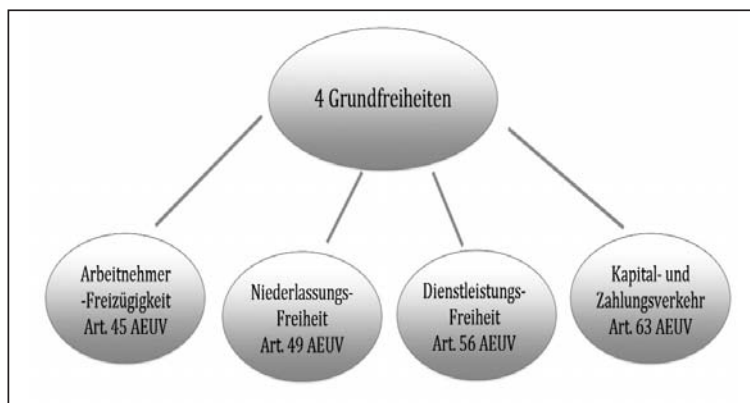 4 Grundfreiheiten
Arbeitnehmer
-Freizügigkeit
Art. 45 AEUV
Niederlassungs-
Freiheit
Art. 49 AEUV
Dienstleistungs-
Freiheit
Art. 56 AEUV
Kapital- und
Zahlungsverkehr
Art. 63 AEUV